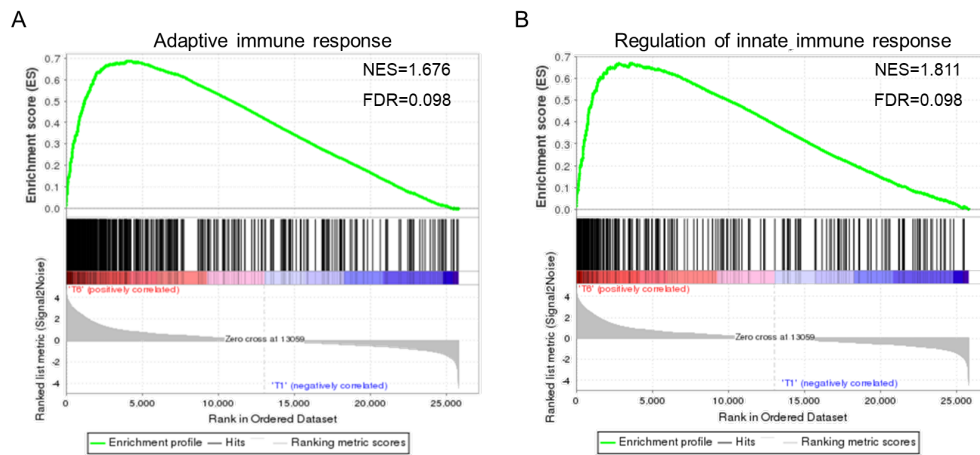 A
Adaptive immune response
NES=1.676
FDR=0.098
Enrichment score (ES)
0.7
0.6
0.5
0.4
0.3
0.2
0.1
0.0
'T6' (positively correlated)
Ranked list metric (Signal2Noise)
4
2
0
-2
-4
Zero cross at 13059
'T1' (negatively correlated)
0
5,000
10,000
15,000
20,000
25,000
Rank in Ordered Dataset
Enrichment profile
Hits
Ranking metric scores
B
Regulation of innate immune response
NES=1.811
FDR=0.098
Enrichment score (ES)
0.7
0.6
0.5
0.4
0.3
0.2
0.1
0.0
'T6' (positively correlated)
Ranked list metric (Signal2Noise)
4
2
0
-2
-4
Zero cross at 13059
'T1' (negatively correlated)
0
5,000
10,000
15,000
20,000
25,000
Rank in Ordered Dataset
Enrichment profile
Hits
Ranking metric scores